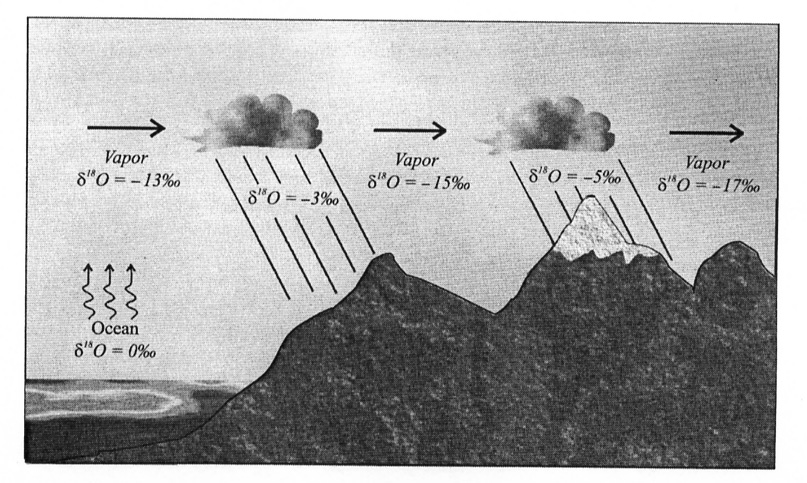 Vapor
δ¹⁸O = –13‰
δ¹⁸O = –3‰
Vapor
δ¹⁸O = –15‰
δ¹⁸O = –5‰
Vapor
δ¹⁸O = –17‰
Ocean
δ¹⁸O = 0‰